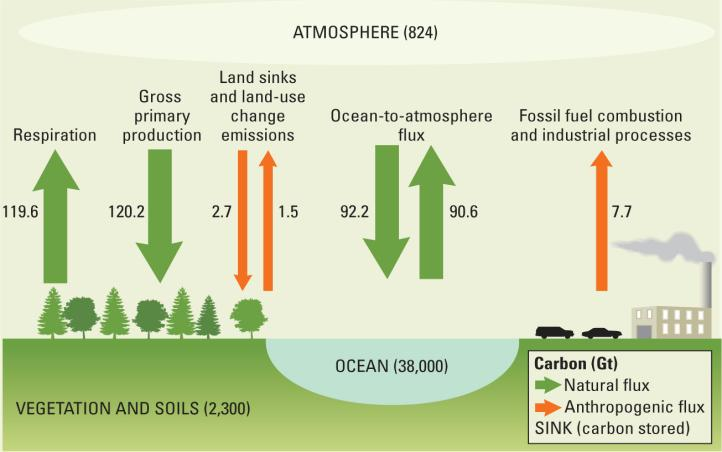 ATMOSPHERE (824)
Land sinks
and land-use
change
emissions
Gross
primary
production
Respiration
Ocean-to-atmosphere
flux
Fossil fuel combustion
and industrial processes
119.6
120.2
2.7
1.5
92.2
90.6
7.7
OCEAN (38,000)
VEGETATION AND SOILS (2,300)
Carbon (Gt)
Natural flux
Anthropogenic flux
SINK (carbon stored)